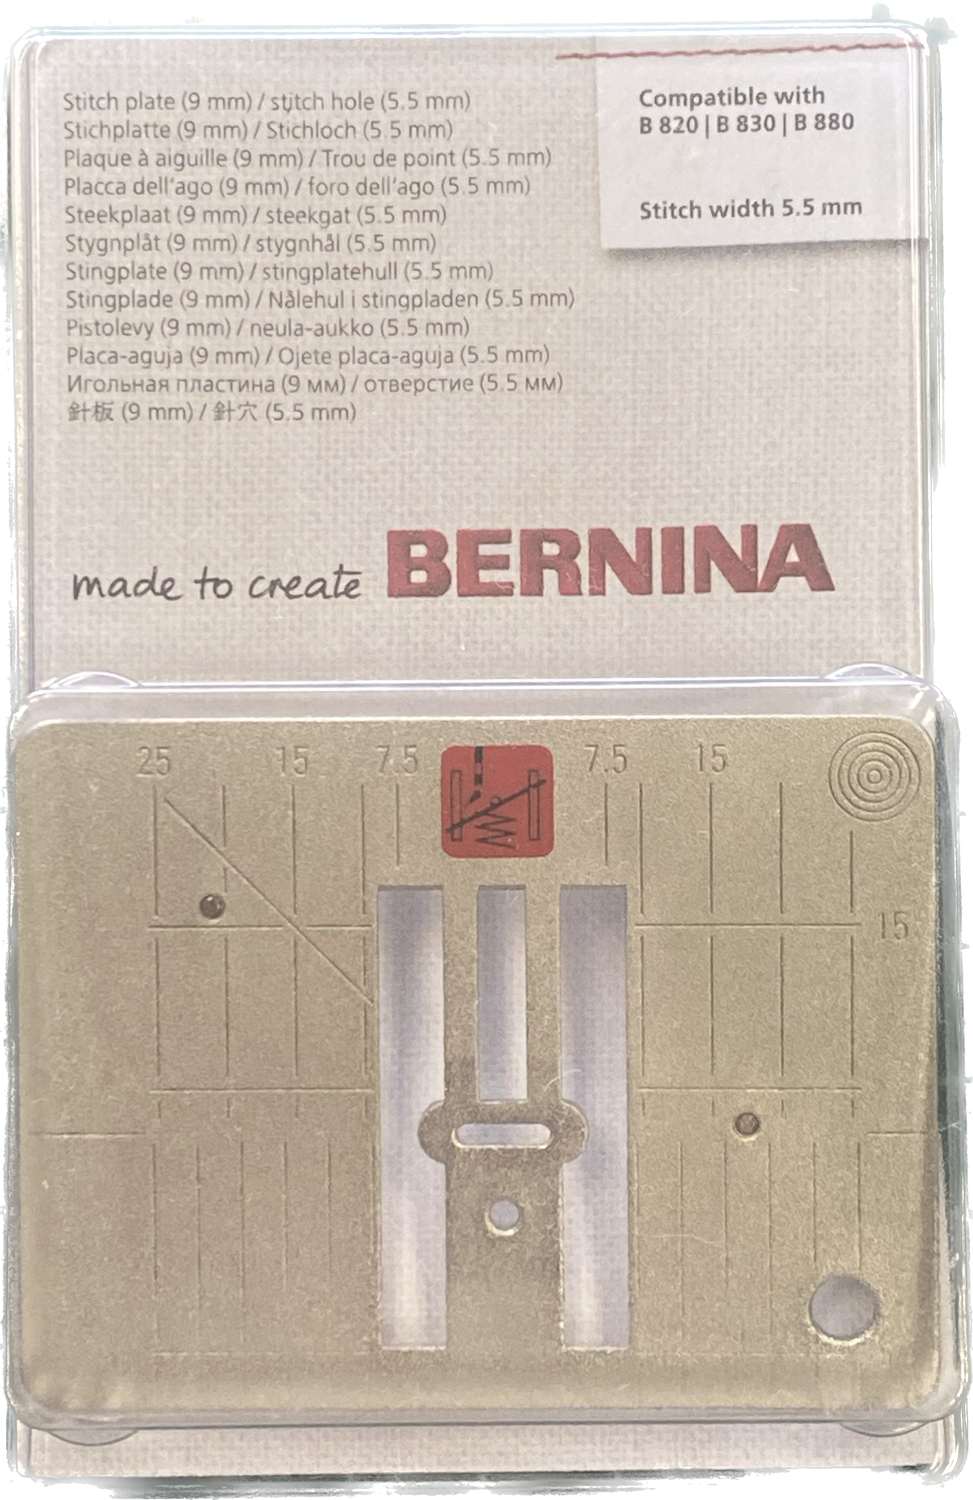 Stitch plate (9 mm) / stitch hole (5.5 mm)
Stichplatte (9 mm) / Stichloch (5.5 mm)
Plaque à aiguille (9 mm) / Trou de point (5.5 mm)
Placca dell'ago (9 mm) / foro dell'ago (5.5 mm)
Steekplaat (9 mm) / steekgat (5.5 mm)
Stygnplåt (9 mm) / stygnhål (5.5 mm)
Stingplate (9 mm) / stingplatehull (5.5 mm)
Stingplade (9 mm) / Nålehul i stingpladen (5.5 mm)
Pistolevy (9 mm) / neula-aukko (5.5 mm)
Placa-aguja (9 mm) / Ojete placa-aguja (5.5 mm)
Игольная пластина (9 мм) / отверстие (5.5 мм)
針板 (9 mm) / 針穴 (5.5 mm)
Compatible with
B 820 | B 830 | B 880
Stitch width 5.5 mm
made to create BERNINA
25 15 7.5 7.5 15
15